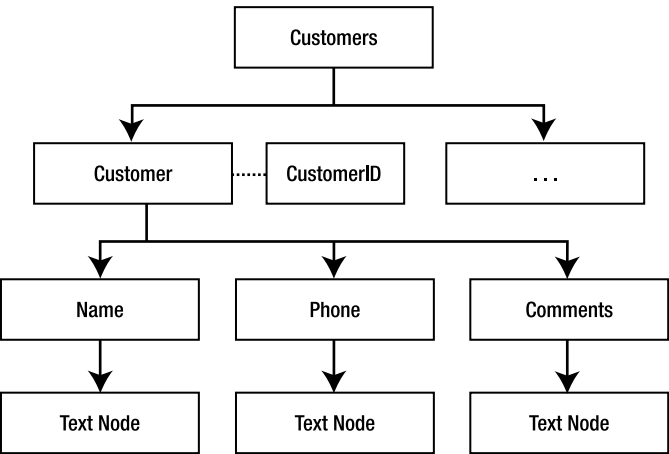 Customers
Customer
CustomerID
...
Name
Phone
Comments
Text Node
Text Node
Text Node